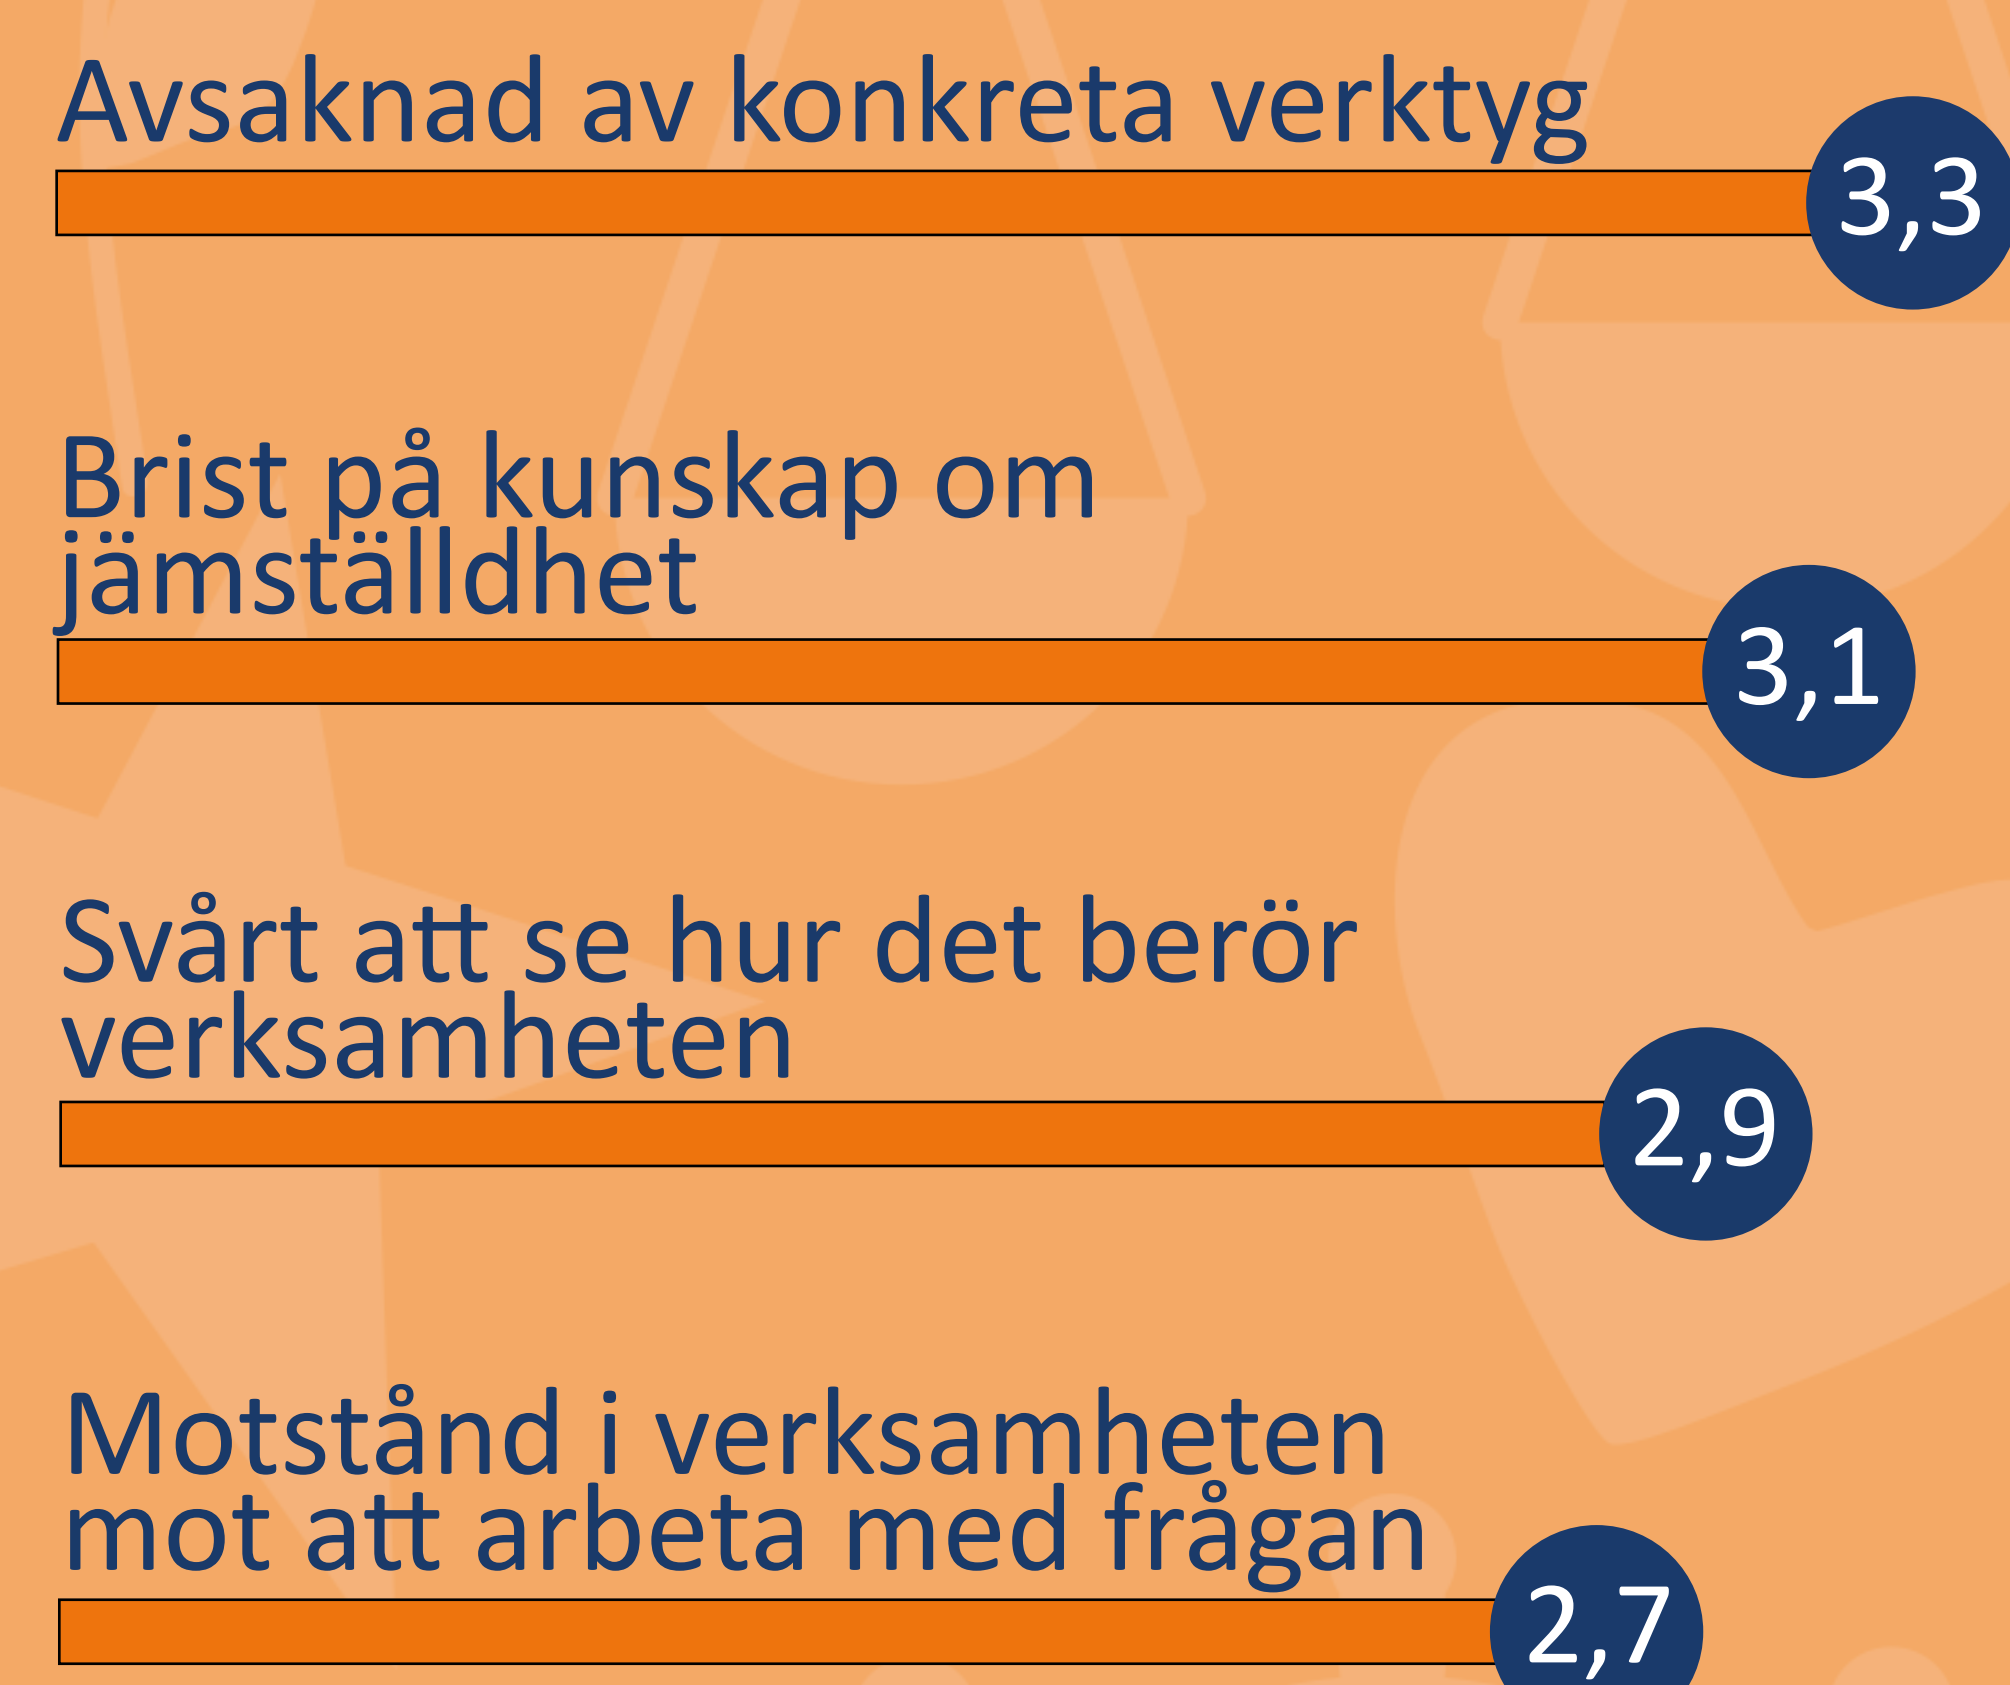 Avsaknad av konkreta verktyg
3,3
Brist på kunskap om
jämställdhet
3,1
Svårt att se hur det berör
verksamheten
2,9
Motstånd i verksamheten
mot att arbeta med frågan
2,7